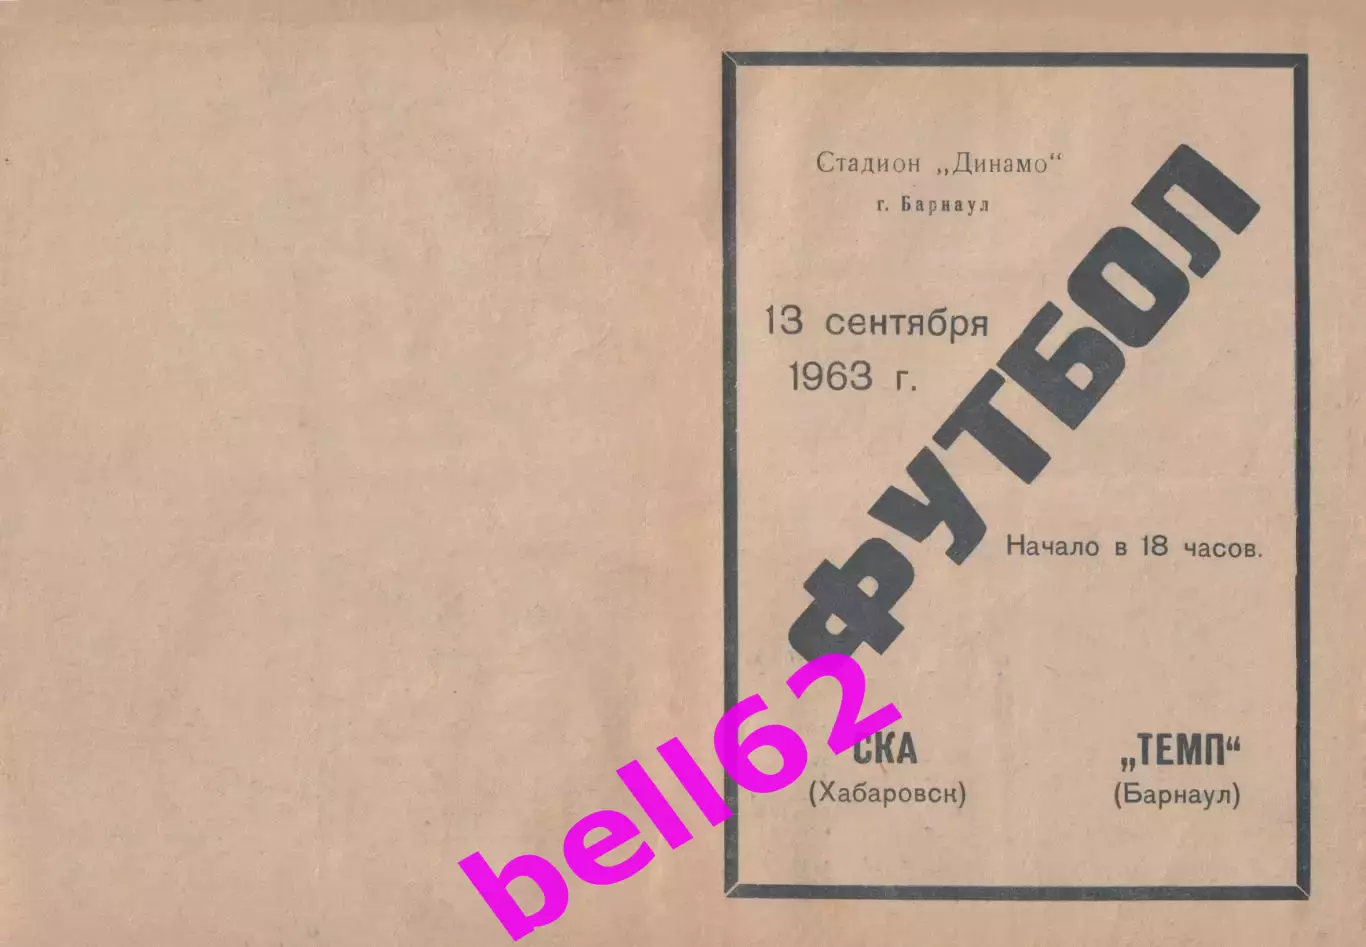 Стадион „Динамо“
г. Барнаул
13 сентября
1963 г.
ФУТБОЛ
Начало в 18 часов.
СКА
(Хабаровск)
„ТЕМП“
(Барнаул)
bell62